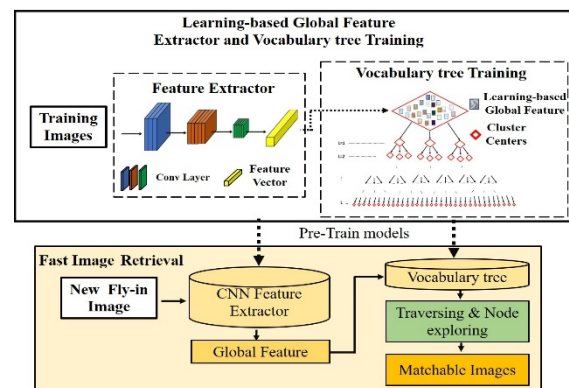 Learning-based Global Feature
Extractor and Vocabulary tree Training
Feature Extractor
Training
Images
Conv Layer
Feature
Vector
Vocabulary tree Training
Learning-based
Global Feature
Cluster
Centers
Pre-Train models
Fast Image Retrieval
New Fly-in
Image
CNN Feature
Extractor
Global Feature
Vocabulary tree
Traversing & Node
exploring
Matchable Images